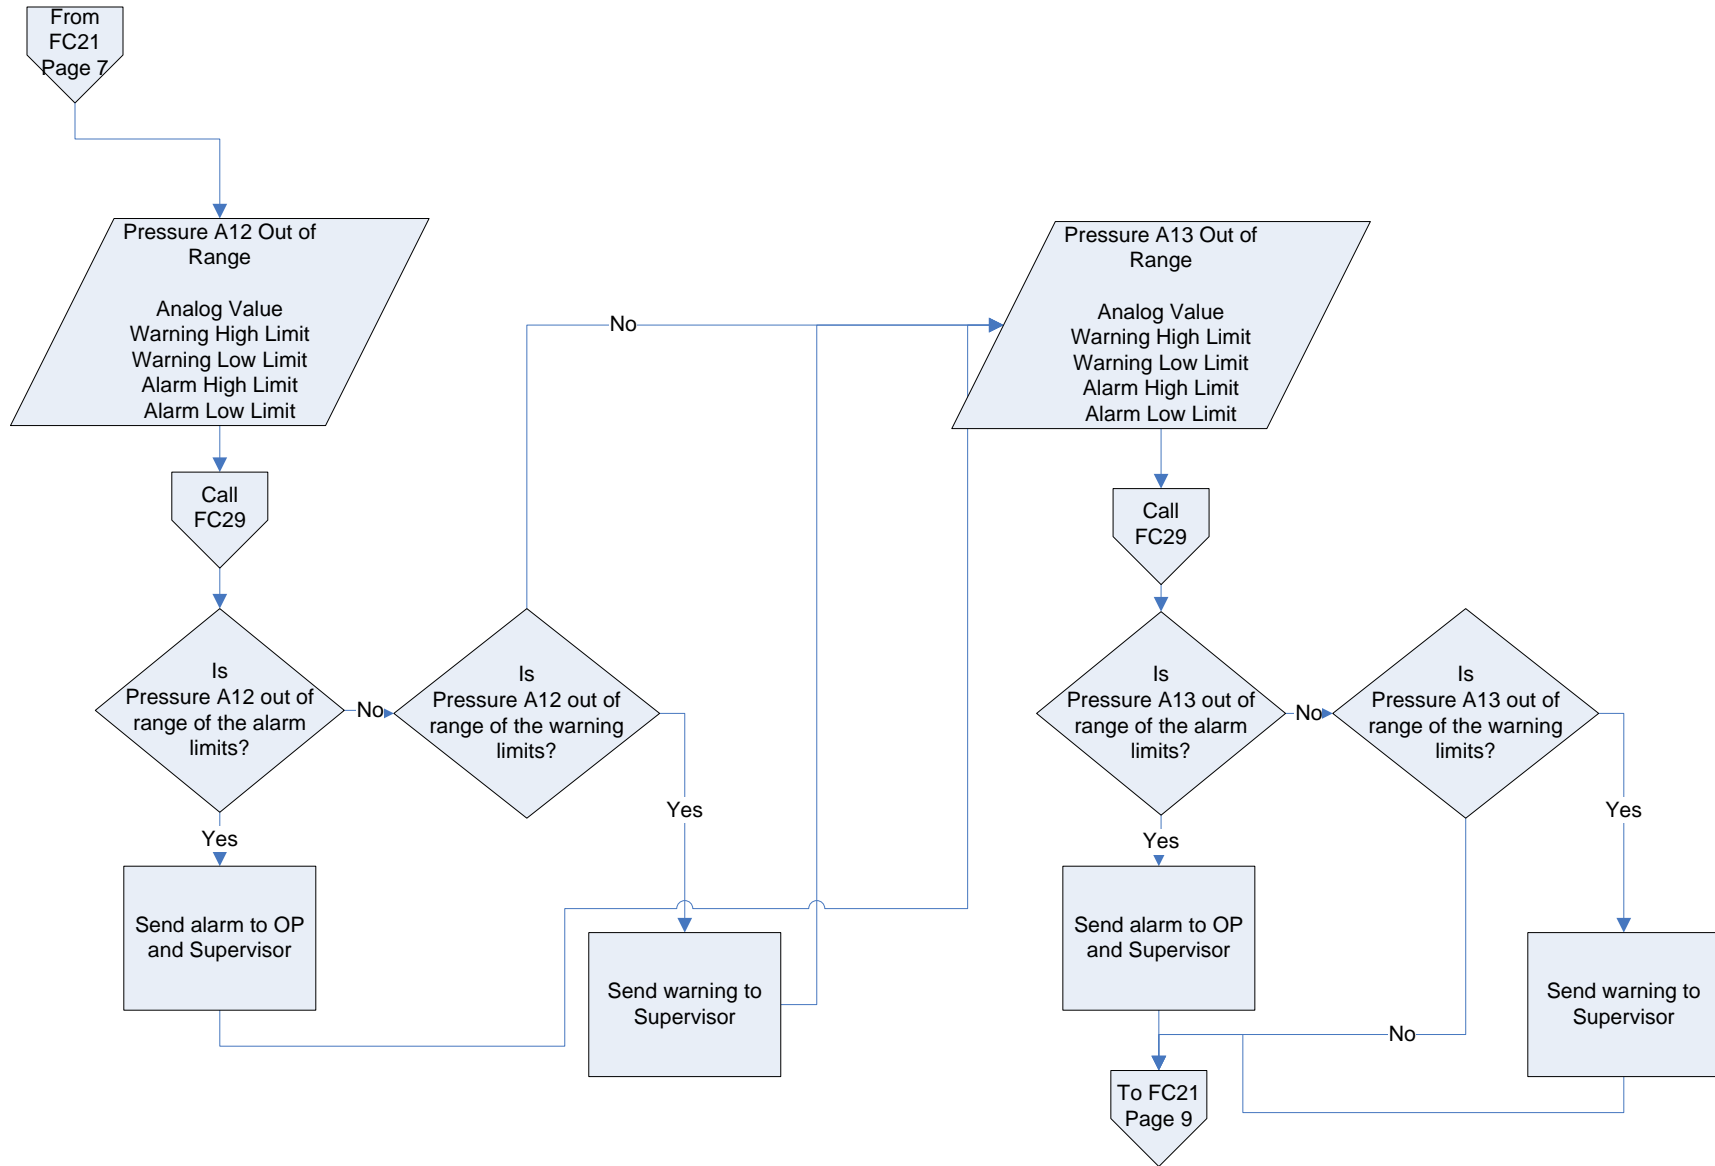 From
FC21
Page 7
Pressure A12 Out of
Range
Analog Value
Warning High Limit
Warning Low Limit
Alarm High Limit
Alarm Low Limit
Call
FC29
Is
Pressure A12 out of
range of the alarm
limits?
No
Is
Pressure A12 out of
range of the warning
limits?
No
Yes
Yes
Send alarm to OP
and Supervisor
Send warning to
Supervisor
Pressure A13 Out of
Range
Analog Value
Warning High Limit
Warning Low Limit
Alarm High Limit
Alarm Low Limit
Call
FC29
Is
Pressure A13 out of
range of the alarm
limits?
No
Is
Pressure A13 out of
range of the warning
limits?
Yes
Yes
Send alarm to OP
and Supervisor
Send warning to
Supervisor
No
To FC21
Page 9